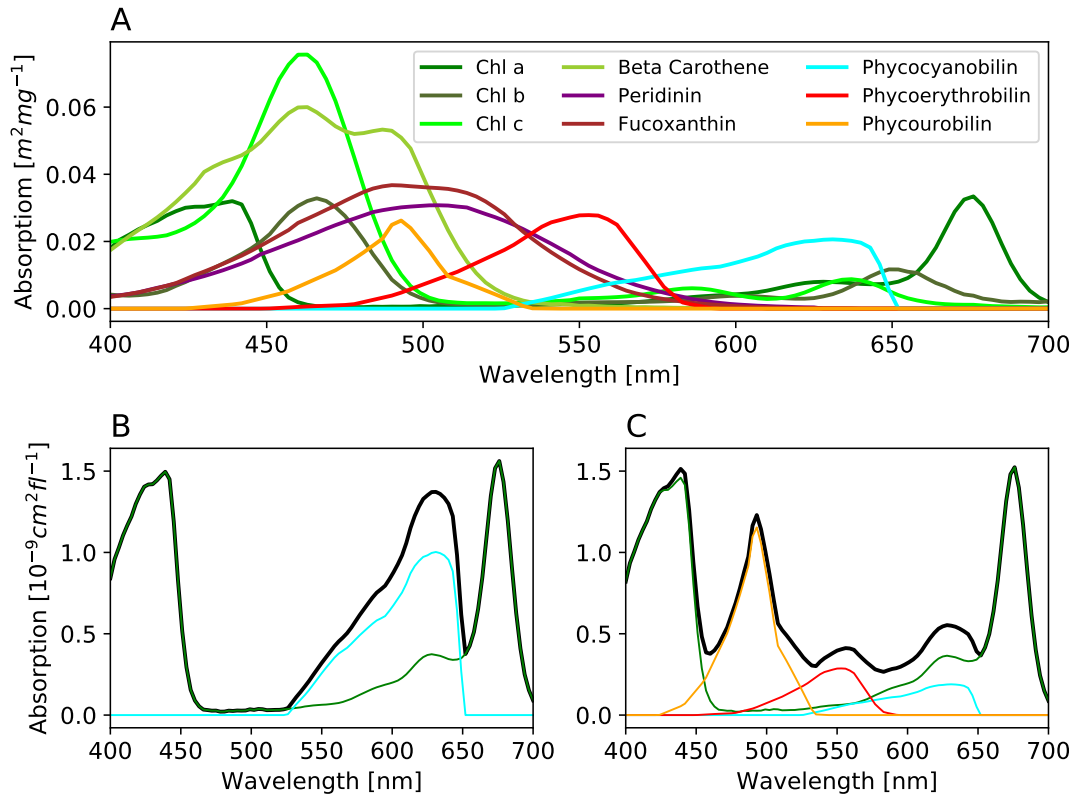 A
Absorptiom [m²mg⁻¹]
0.06
0.04
0.02
0.00
Chl a
Chl b
Chl c
Beta Carothene
Peridinin
Fucoxanthin
Phycocyanobilin
Phycoerythrobilin
Phycourobilin
400 450 500 550 600 650 700
Wavelength [nm]
B
Absorption [10⁻⁹cm²fl⁻¹]
1.5
1.0
0.5
0.0
400 450 500 550 600 650 700
Wavelength [nm]
C
1.5
1.0
0.5
0.0
400 450 500 550 600 650 700
Wavelength [nm]